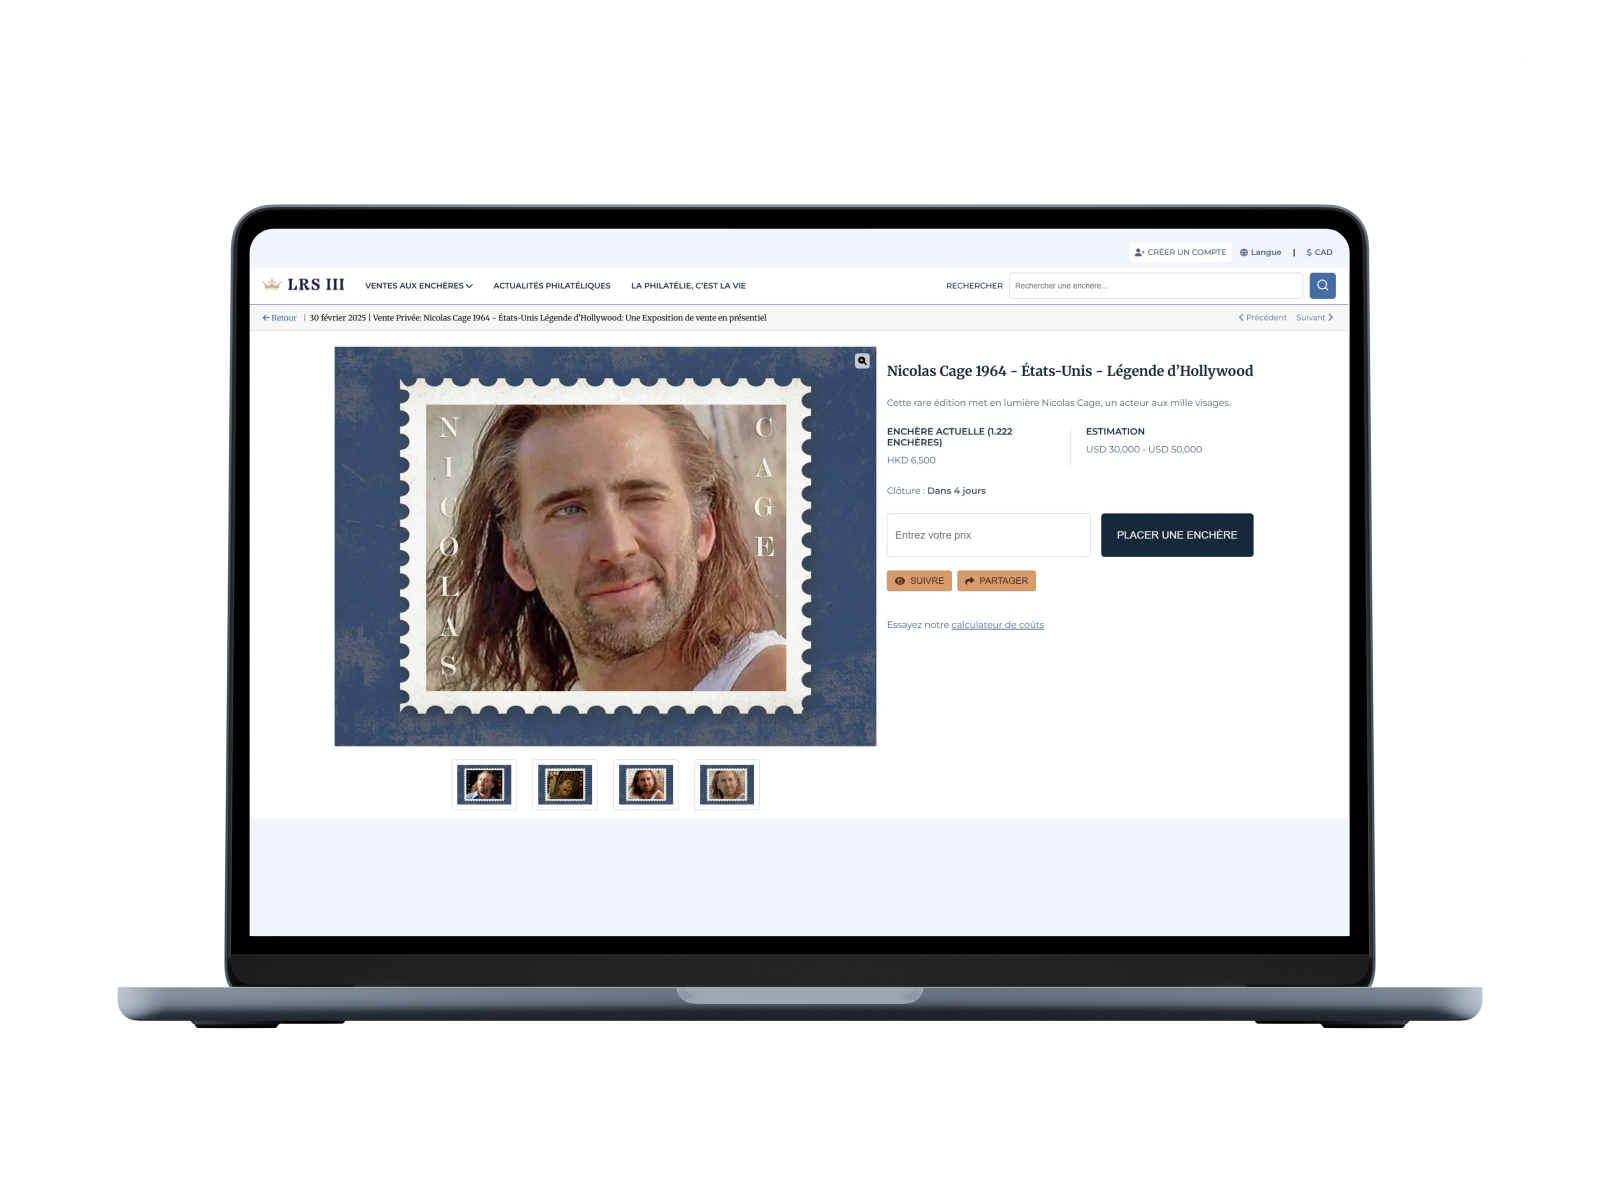 CRÉER UN COMPTE Langue | $ CAD
LRS III VENTES AUX ENCHÈRES ACTUALITÉS PHILATÉLIQUES LA PHILATÉLIE, C'EST LA VIE RECHERCHER Rechercher une enchère...
Retour | 30 février 2025 | Vente Privée: Nicolas Cage 1964 - États-Unis Légende d'Hollywood: Une Exposition de vente en présentiel Précédent Suivant
NICOLAS
CAGE
Nicolas Cage 1964 - États-Unis - Légende d'Hollywood
Cette rare édition met en lumière Nicolas Cage, un acteur aux mille visages.
ENCHÈRE ACTUELLE (1.222
ENCHÈRES)
HKD 6,500
ESTIMATION
USD 30,000 - USD 50,000
Clôture : Dans 4 jours
Entrez votre prix PLACER UNE ENCHÈRE
SUIVRE PARTAGER
Essayez notre calculateur de coûts